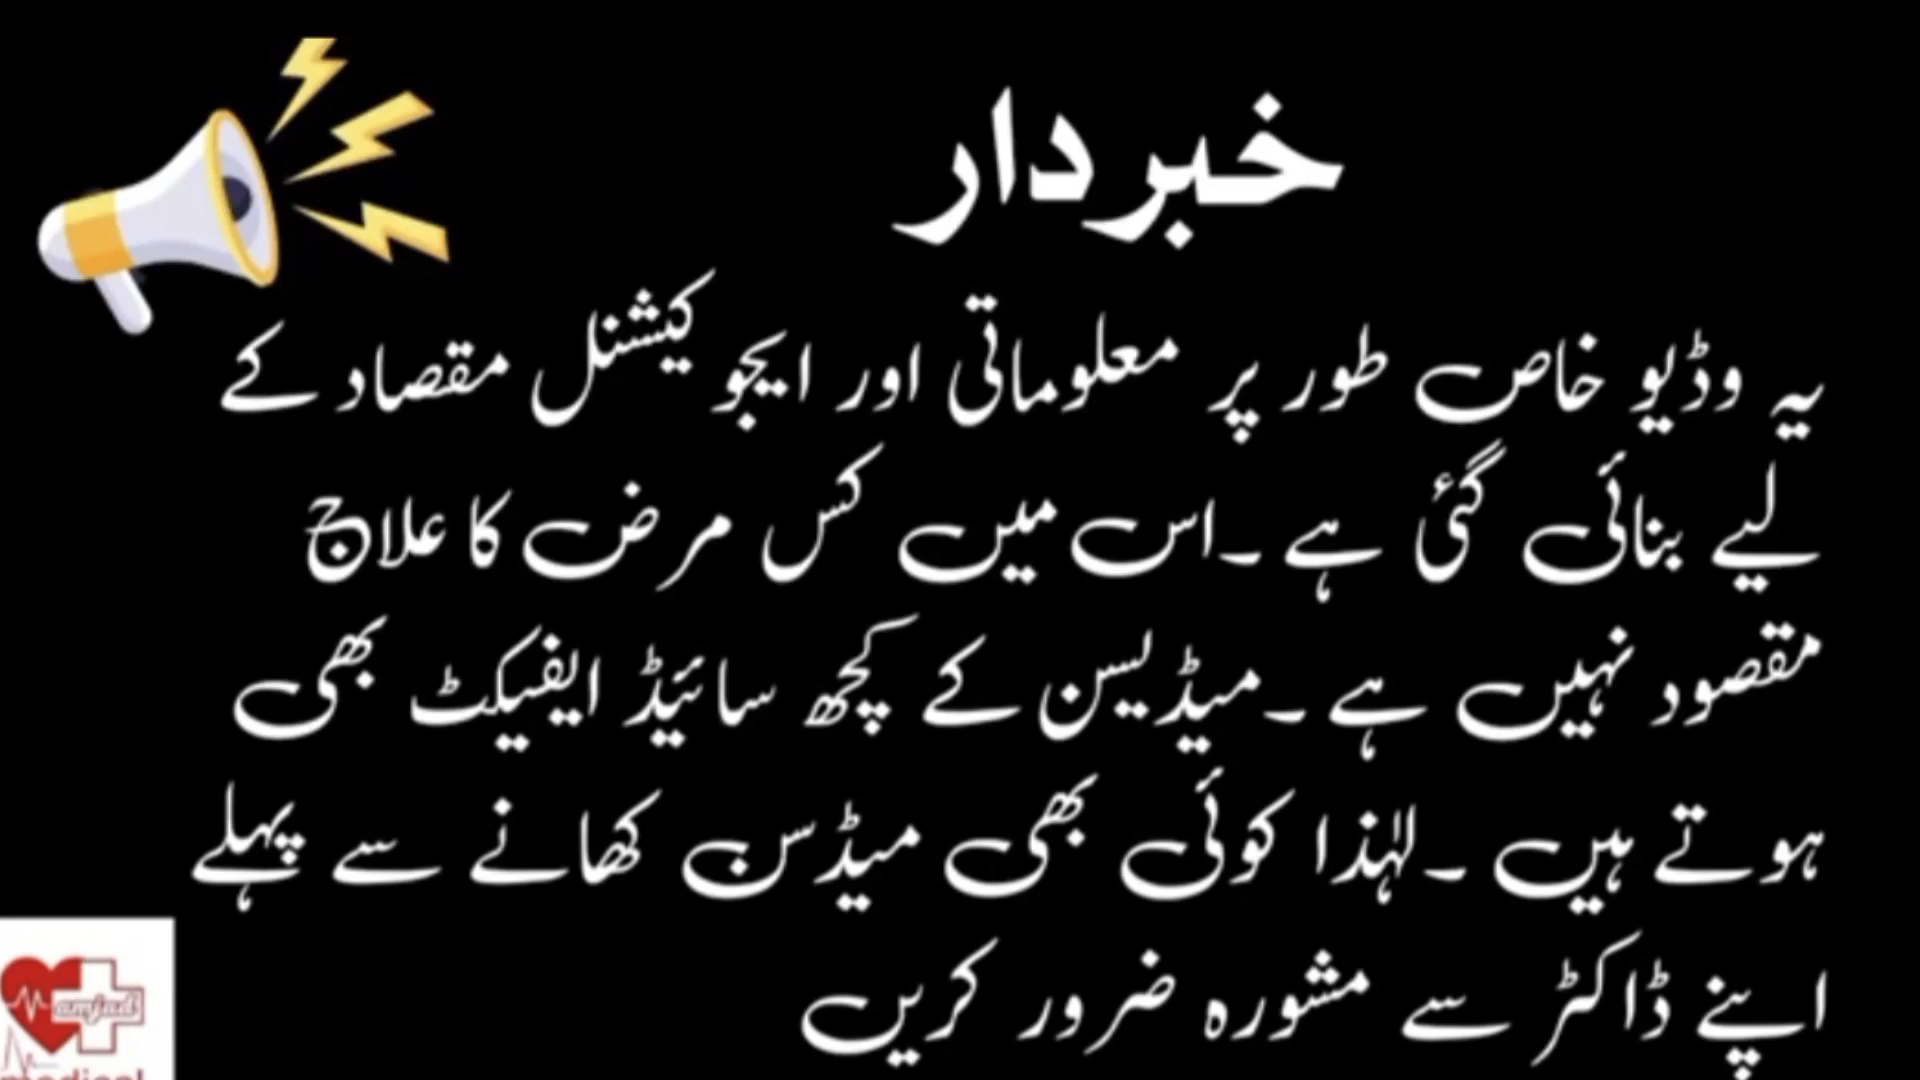 خبردار
یہ وڈیو خاص طور پر معلوماتی اور ایجوکیشنل مقصاد کے
لیے بنائی گئی ہے ۔اس میں کس مرض کا علاج
مقصود نہیں ہے ۔میڈیسن کے کچھ سائیڈ ایفیکٹ بھی
ہوتے ہیں ۔لہٰذا کوئی بھی میڈسن کھانے سے پہلے
اپنے ڈاکٹر سے مشورہ ضرور کریں
amjad
medical